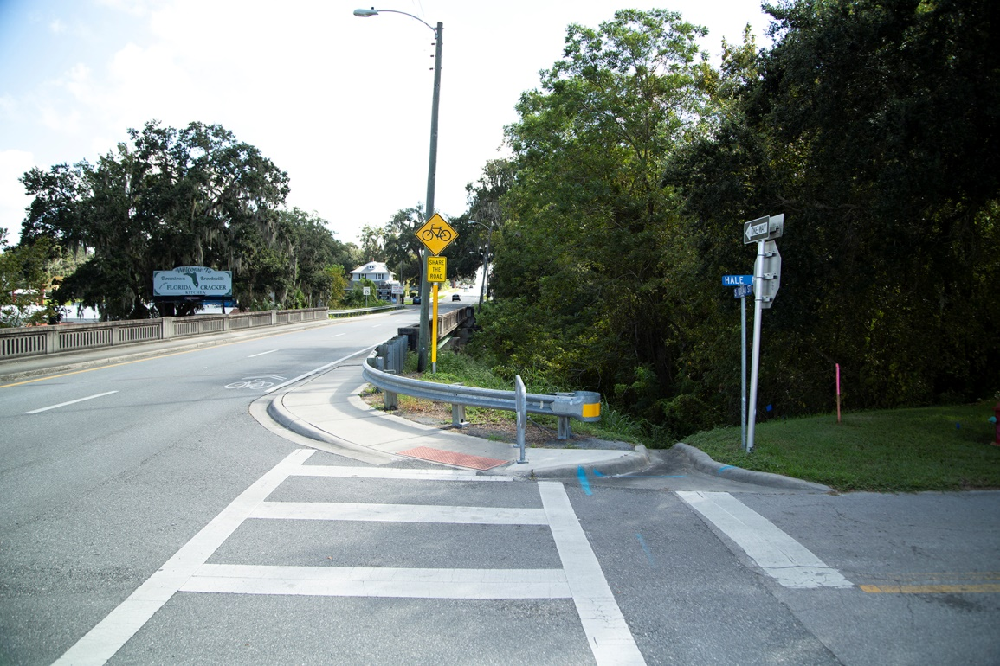 Welcome To
Downtown Brooksville
FLORIDA CRACKER
KITCHEN
SHARE
THE
ROAD
ONE WAY
HALE